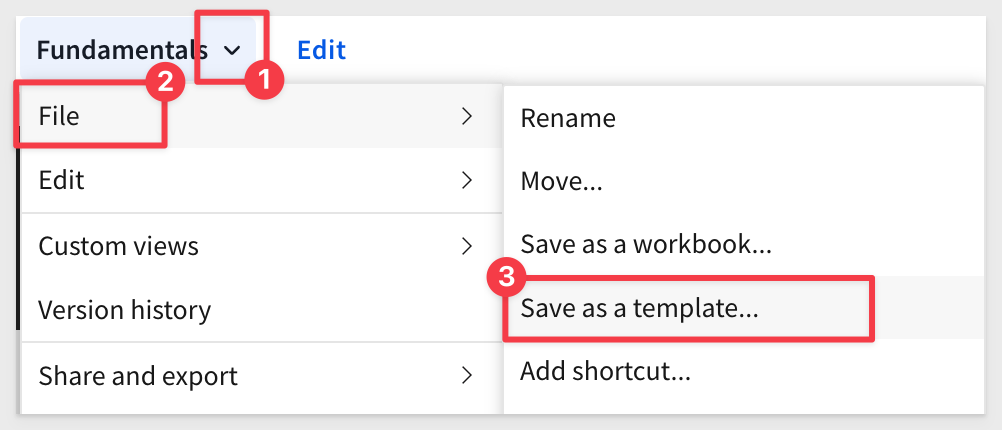 Fundamentals Edit
1
2
File
Rename
Edit
Move...
Custom views
Save as a workbook...
3
Version history
Save as a template...
Share and export
Add shortcut...